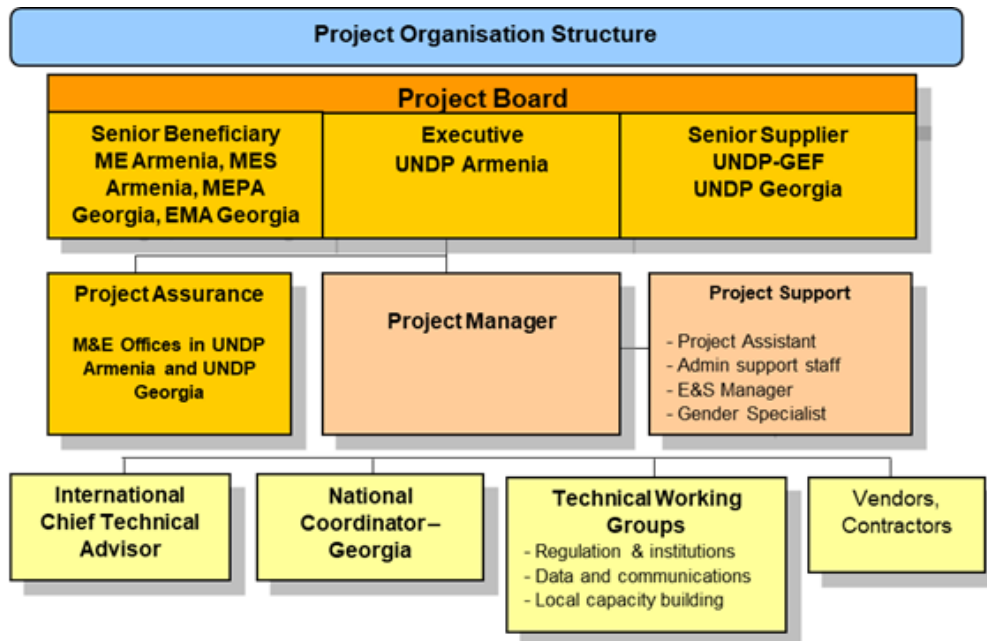 Project Organisation Structure
Project Board
Senior Beneficiary
ME Armenia, MES
Armenia, MEPA
Georgia, EMA Georgia
Executive
UNDP Armenia
Senior Supplier
UNDP-GEF
UNDP Georgia
Project Assurance
M&E Offices in UNDP
Armenia and UNDP
Georgia
Project Manager
Project Support
- Project Assistant
- Admin support staff
- E&S Manager
- Gender Specialist
International
Chief Technical
Advisor
National
Coordinator–
Georgia
Technical Working
Groups
- Regulation & institutions
- Data and communications
- Local capacity building
Vendors,
Contractors